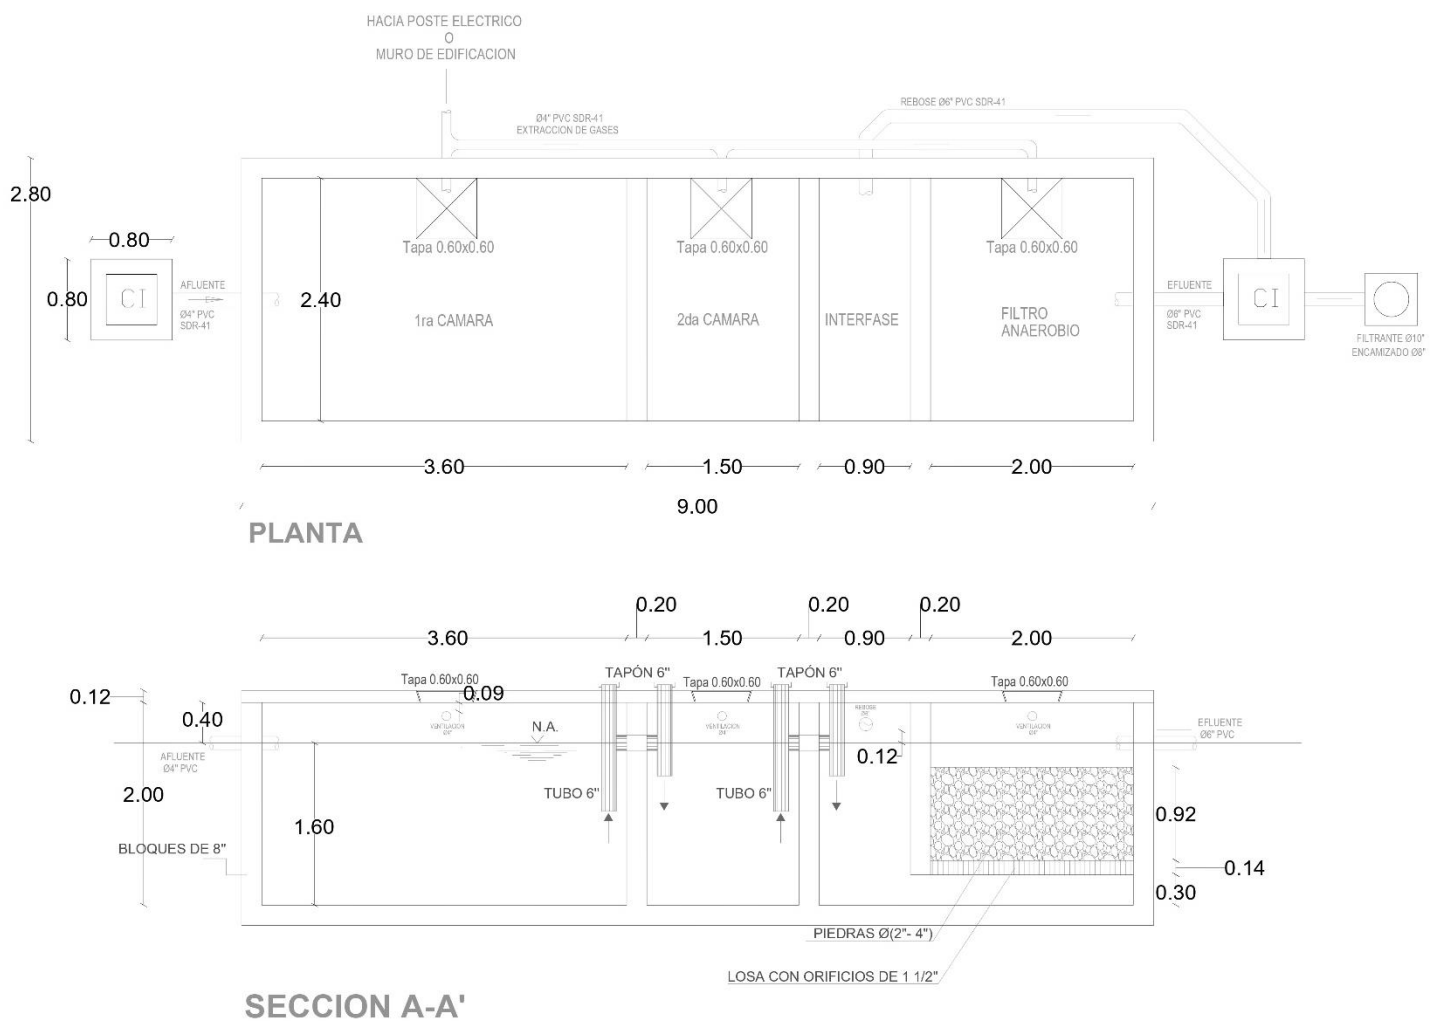 HACIA POSTE ELECTRICO
O
MURO DE EDIFICACION
Ø4" PVC SDR-41
EXTRACCION DE GASES
REBOSE Ø6" PVC SDR-41
2.80
0.80
0.80
CI
AFLUENTE
Ø4" PVC
SDR-41
2.40
Tapa 0.60x0.60
Tapa 0.60x0.60
Tapa 0.60x0.60
1ra CAMARA
2da CAMARA
INTERFASE
FILTRO
ANAEROBIO
EFLUENTE
Ø6" PVC
SDR-41
CI
FILTRANTE Ø10"
ENCAMIZADO Ø8"
3.60
1.50
0.90
2.00
9.00
PLANTA
0.20
0.20
0.20
3.60
1.50
0.90
2.00
0.12
0.40
Tapa 0.60x0.60
0.09
TAPÓN 6"
Tapa 0.60x0.60
TAPÓN 6"
Tapa 0.60x0.60
VENTILACION
N.A.
VENTILACION
REBOSE
VENTILACION
EFLUENTE
Ø6" PVC
AFLUENTE
Ø4" PVC
0.12
2.00
TUBO 6"
TUBO 6"
1.60
0.92
BLOQUES DE 8"
0.14
0.30
PIEDRAS Ø(2"- 4")
LOSA CON ORIFICIOS DE 1 1/2"
SECCION A-A'